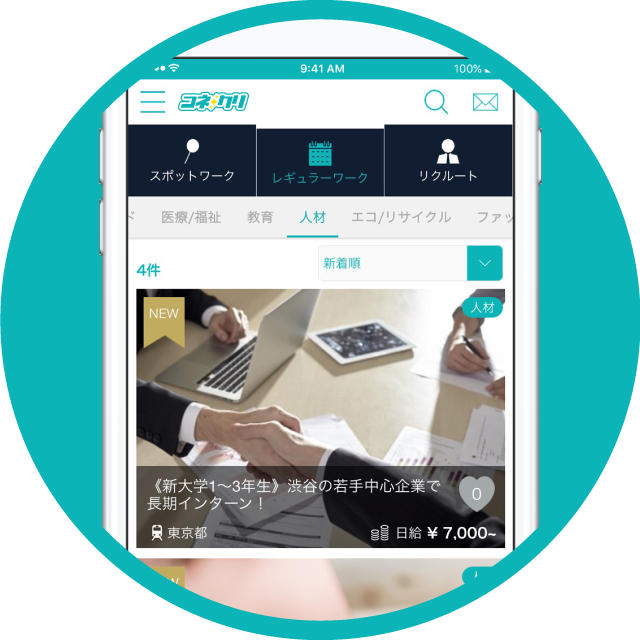 9:41 AM 100%
コネクリ
スポットワーク レギュラーワーク リクルート
ド 医療/福祉 教育 人材 エコ/リサイクル ファッ
4件 新着順
NEW 人材
《新大学1〜3年生》渋谷の若手中心企業で
長期インターン！
0
東京都 日給 ¥ 7,000~